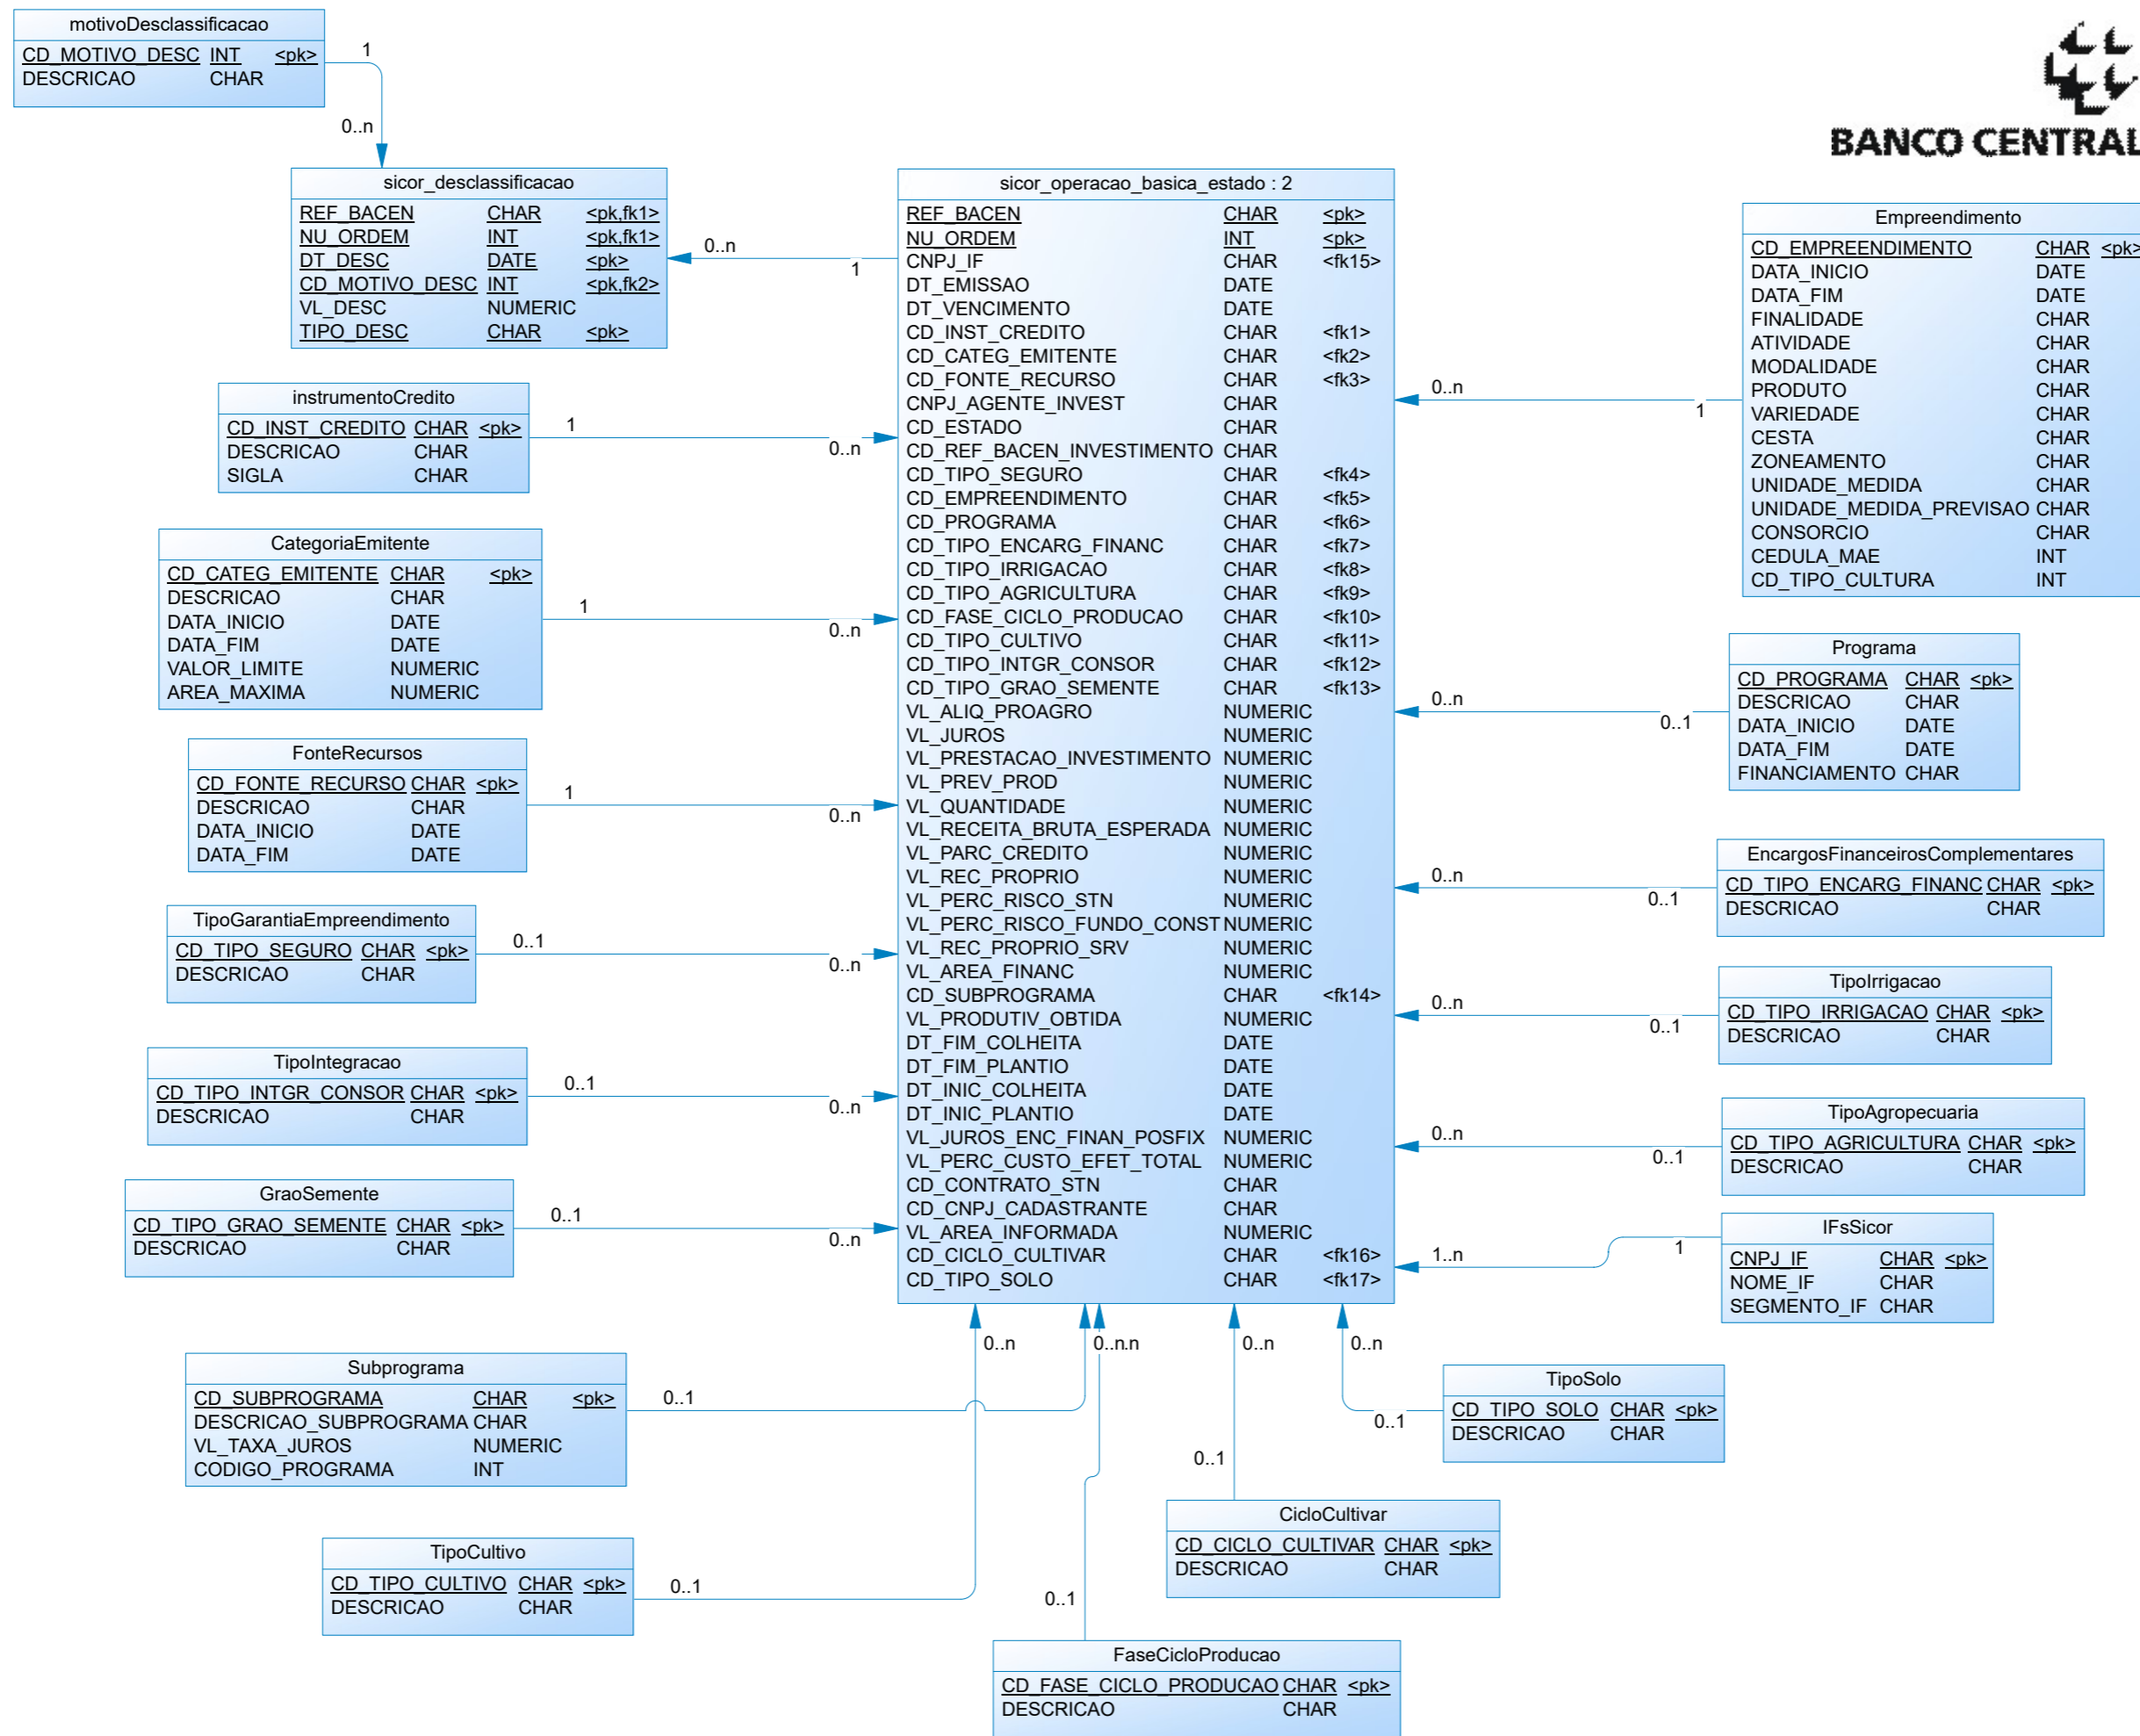 motivoDesclassificacao
CD_MOTIVO_DESC INT <pk>
DESCRICAO CHAR
1
0..n
BANCO CENTRAL
sicor_desclassificacao
REF_BACEN CHAR <pk,fk1>
NU_ORDEM INT <pk,fk1>
DT_DESC DATE <pk>
CD_MOTIVO_DESC INT <pk,fk2>
VL_DESC NUMERIC
TIPO_DESC CHAR <pk>
0..n
1
sicor_operacao_basica_estado : 2
REF_BACEN CHAR <pk>
NU_ORDEM INT <pk>
CNPJ_IF CHAR <fk15>
DT_EMISSAO DATE
DT_VENCIMENTO DATE
CD_INST_CREDITO CHAR <fk1>
CD_CATEG_EMITENTE CHAR <fk2>
CD_FONTE_RECURSO CHAR <fk3>
CNPJ_AGENTE_INVEST CHAR
CD_ESTADO CHAR
CD_REF_BACEN_INVESTIMENTO CHAR
CD_TIPO_SEGURO CHAR <fk4>
CD_EMPREENDIMENTO CHAR <fk5>
CD_PROGRAMA CHAR <fk6>
CD_TIPO_ENCARG_FINANC CHAR <fk7>
CD_TIPO_IRRIGACAO CHAR <fk8>
CD_TIPO_AGRICULTURA CHAR <fk9>
CD_FASE_CICLO_PRODUCAO CHAR <fk10>
CD_TIPO_CULTIVO CHAR <fk11>
CD_TIPO_INTGR_CONSOR CHAR <fk12>
CD_TIPO_GRAO_SEMENTE CHAR <fk13>
VL_ALIQ_PROAGRO NUMERIC
VL_JUROS NUMERIC
VL_PRESTACAO_INVESTIMENTO NUMERIC
VL_PREV_PROD NUMERIC
VL_QUANTIDADE NUMERIC
VL_RECEITA_BRUTA_ESPERADA NUMERIC
VL_PARC_CREDITO NUMERIC
VL_REC_PROPRIO NUMERIC
VL_PERC_RISCO_STN NUMERIC
VL_PERC_RISCO_FUNDO_CONST NUMERIC
VL_REC_PROPRIO_SRV NUMERIC
VL_AREA_FINANC NUMERIC
CD_SUBPROGRAMA CHAR <fk14>
VL_PRODUTIV_OBTIDA NUMERIC
DT_FIM_COLHEITA DATE
DT_FIM_PLANTIO DATE
DT_INIC_COLHEITA DATE
DT_INIC_PLANTIO DATE
VL_JUROS_ENC_FINAN_POSFIX NUMERIC
VL_PERC_CUSTO_EFET_TOTAL NUMERIC
CD_CONTRATO_STN CHAR
CD_CNPJ_CADASTRANTE CHAR
VL_AREA_INFORMADA NUMERIC
CD_CICLO_CULTIVAR CHAR <fk16>
CD_TIPO_SOLO CHAR <fk17>
Empreendimento
CD_EMPREENDIMENTO CHAR <pk>
DATA_INICIO DATE
DATA_FIM DATE
FINALIDADE CHAR
ATIVIDADE CHAR
MODALIDADE CHAR
PRODUTO CHAR
VARIEDADE CHAR
CESTA CHAR
ZONEAMENTO CHAR
UNIDADE_MEDIDA CHAR
UNIDADE_MEDIDA_PREVISAO CHAR
CONSORCIO CHAR
CEDULA_MAE INT
CD_TIPO_CULTURA INT
0..n
1
instrumentoCredito
CD_INST_CREDITO CHAR <pk>
DESCRICAO CHAR
SIGLA CHAR
1
0..n
CategoriaEmitente
CD_CATEG_EMITENTE CHAR <pk>
DESCRICAO CHAR
DATA_INICIO DATE
DATA_FIM DATE
VALOR_LIMITE NUMERIC
AREA_MAXIMA NUMERIC
1
0..n
Programa
CD_PROGRAMA CHAR <pk>
DESCRICAO CHAR
DATA_INICIO DATE
DATA_FIM DATE
FINANCIAMENTO CHAR
0..n
0..1
FonteRecursos
CD_FONTE_RECURSO CHAR <pk>
DESCRICAO CHAR
DATA_INICIO DATE
DATA_FIM DATE
1
0..n
EncargosFinanceirosComplementares
CD_TIPO_ENCARG_FINANC CHAR <pk>
DESCRICAO CHAR
0..n
0..1
TipoGarantiaEmpreendimento
CD_TIPO_SEGURO CHAR <pk>
DESCRICAO CHAR
0..1
0..n
TipoIrrigacao
CD_TIPO_IRRIGACAO CHAR <pk>
DESCRICAO CHAR
0..n
0..1
TipoIntegracao
CD_TIPO_INTGR_CONSOR CHAR <pk>
DESCRICAO CHAR
0..1
0..n
TipoAgropecuaria
CD_TIPO_AGRICULTURA CHAR <pk>
DESCRICAO CHAR
0..n
0..1
GraoSemente
CD_TIPO_GRAO_SEMENTE CHAR <pk>
DESCRICAO CHAR
0..1
0..n
IFsSicor
CNPJ_IF CHAR <pk>
NOME_IF CHAR
SEGMENTO_IF CHAR
1..n
1
0..n
0..n.n
0..n
0..n
Subprograma
CD_SUBPROGRAMA CHAR <pk>
DESCRICAO_SUBPROGRAMA CHAR
VL_TAXA_JUROS NUMERIC
CODIGO_PROGRAMA INT
0..1
TipoSolo
CD_TIPO_SOLO CHAR <pk>
DESCRICAO CHAR
0..1
CicloCultivar
CD_CICLO_CULTIVAR CHAR <pk>
DESCRICAO CHAR
0..1
TipoCultivo
CD_TIPO_CULTIVO CHAR <pk>
DESCRICAO CHAR
0..1
FaseCicloProducao
CD_FASE_CICLO_PRODUCAO CHAR <pk>
DESCRICAO CHAR
0..1